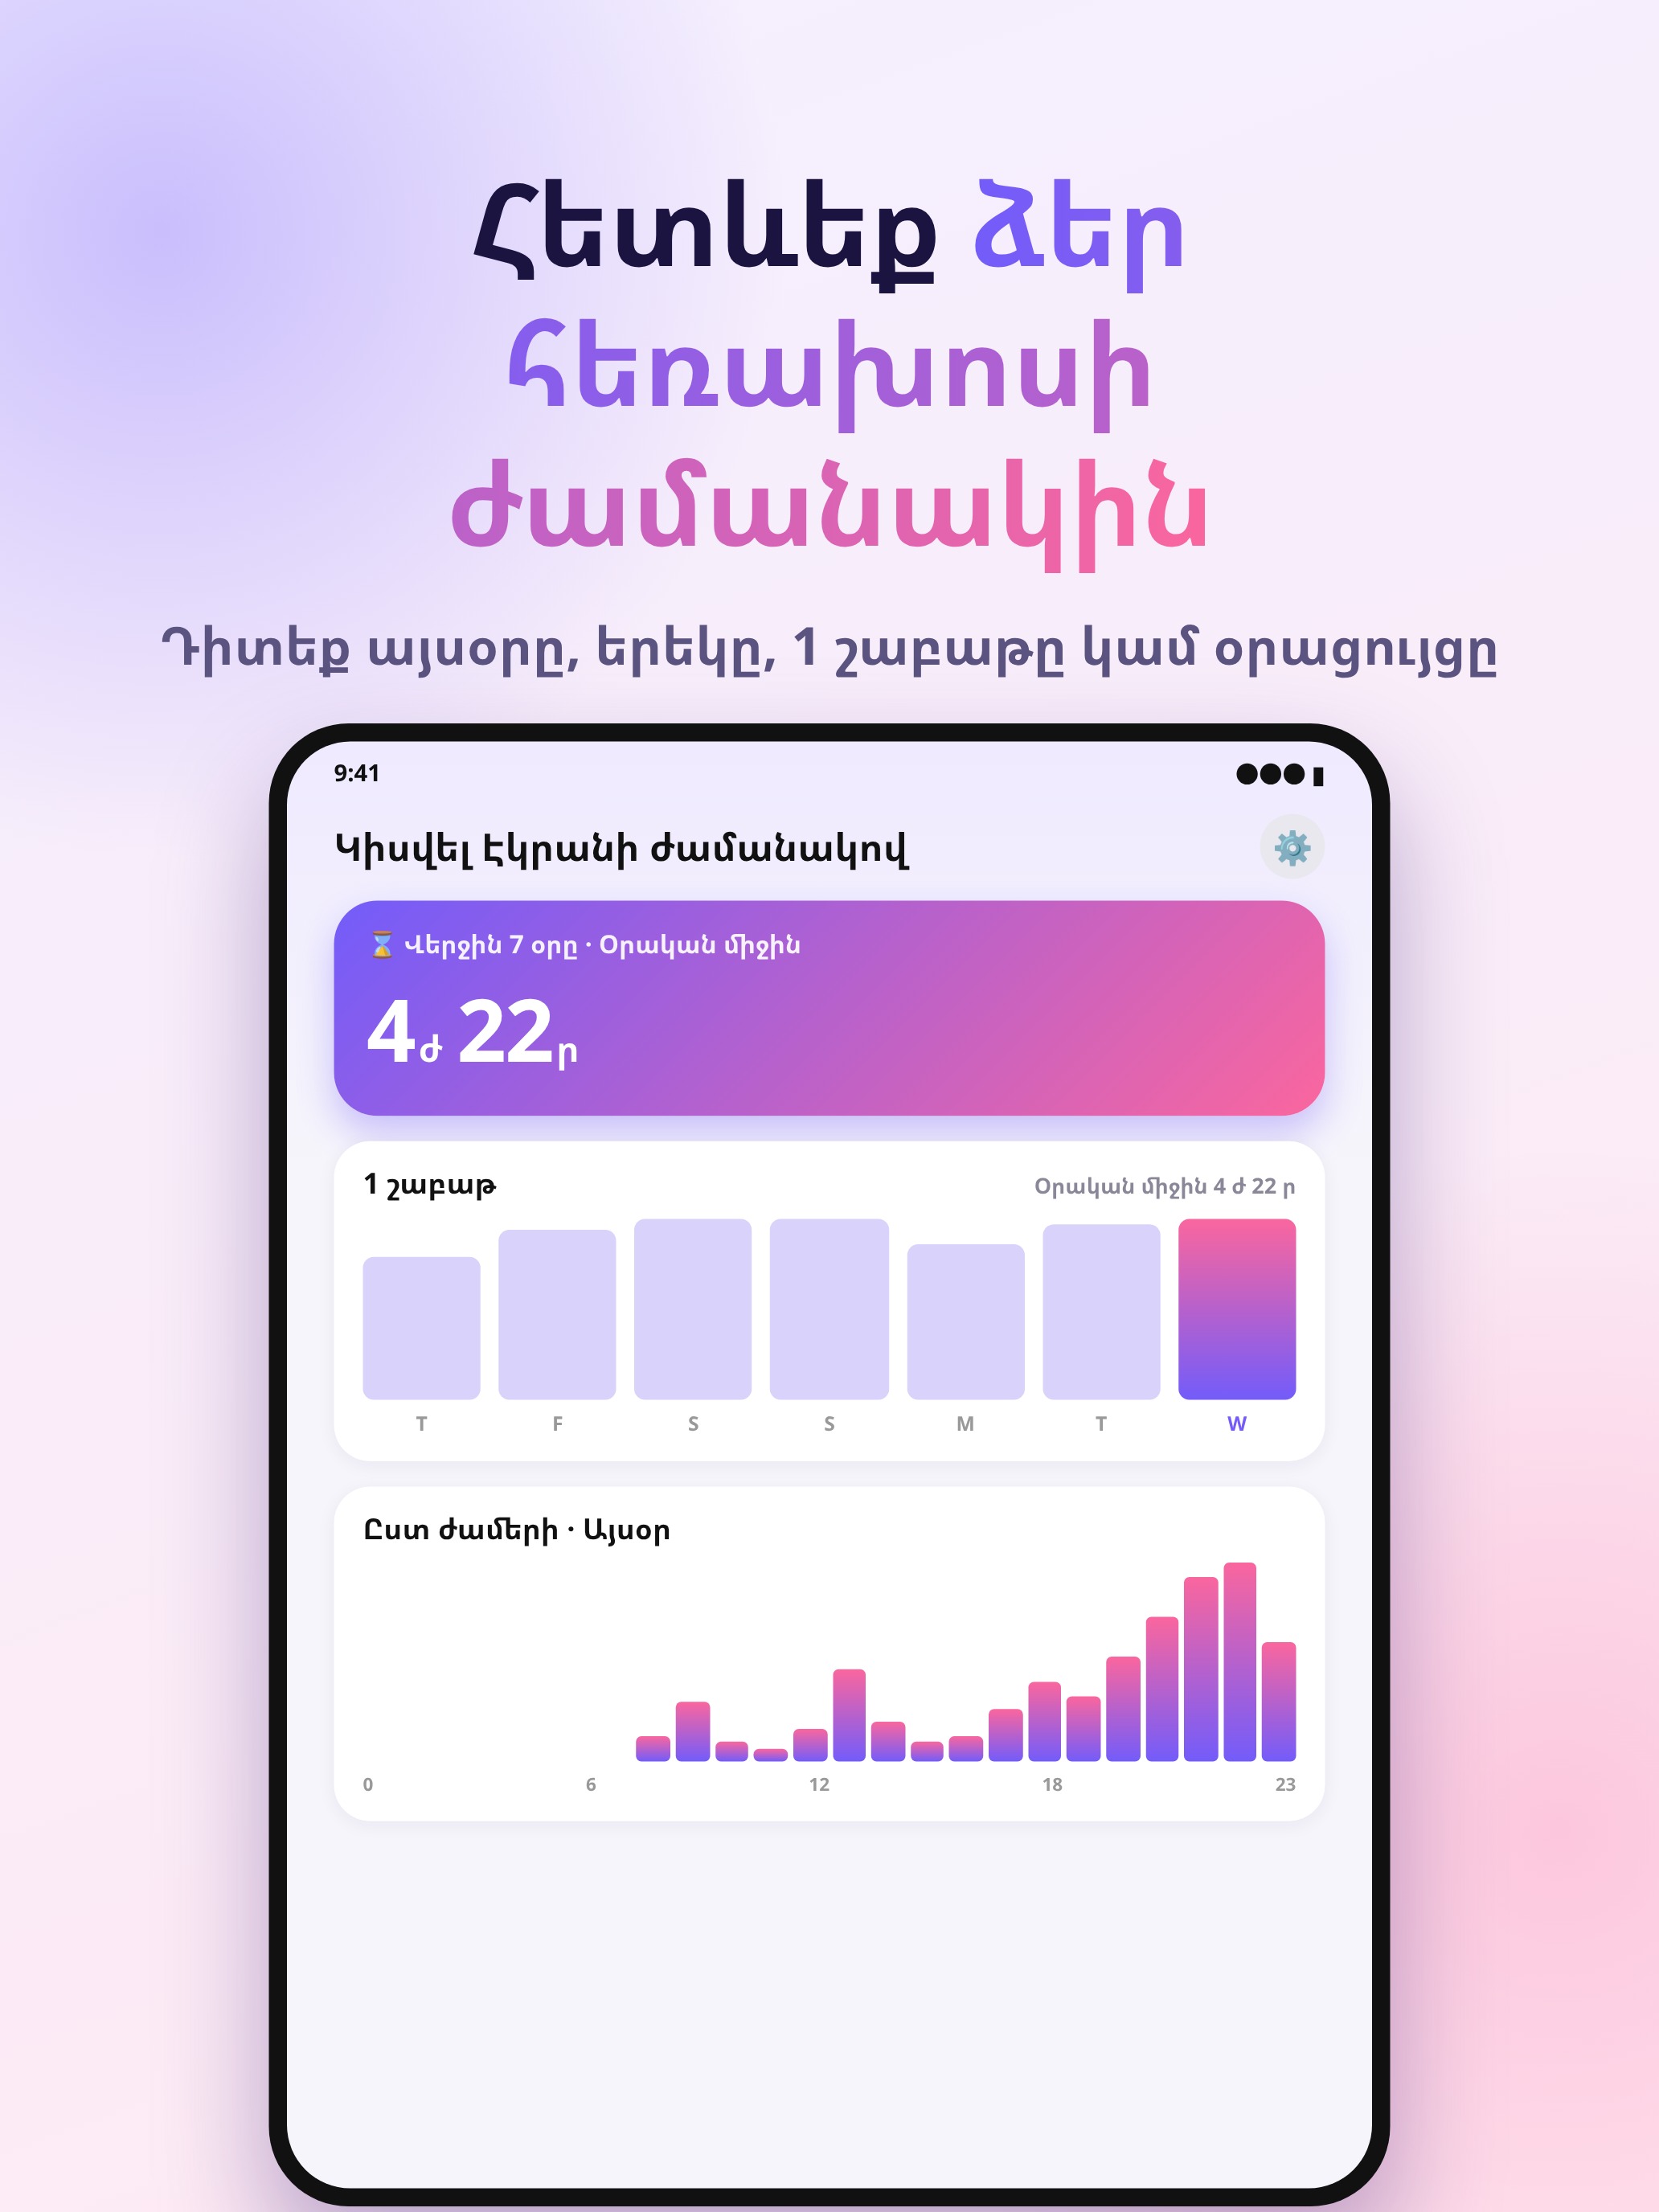 Հետևեք Ձեր
հեռախոսի
ժամանակին
Դիտեք այսօրը, երեկը, 1 շաբաթը կամ օրացույցը
9:41
Կիսվել էկրանի ժամանակով
⌛ Վերջին 7 օրը · Օրական միջին
4ժ 22ր
1 շաբաթ
Օրական միջին 4 ժ 22 ր
T F S S M T W
Ըստ ժամերի · Այսօր
0 6 12 18 23